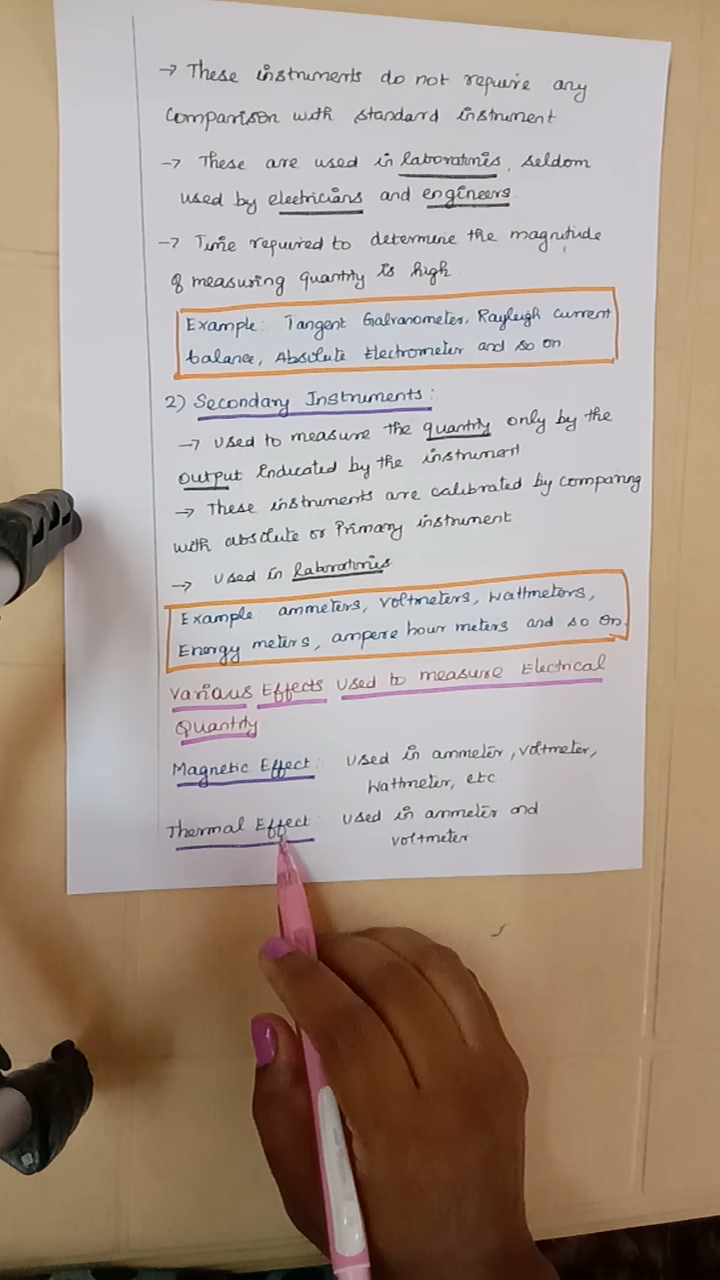 → These instruments do not require any
comparison with standard instrument
→ These are used in laboratories, seldom
used by electricians and engineers.
→ Time required to determine the magnitude
of measuring quantity is high.
Example: Tangent Galvanometer, Rayleigh current
balance, Absolute Electrometer and so on
2) Secondary Instruments:
→ used to measure the quantity only by the
output indicated by the instrument
→ These instruments are calibrated by comparing
with absolute or Primary instrument
→ used in laboratories
Example: ammeters, voltmeters, wattmeters,
Energy meters, ampere hour meters and so on.
Various Effects used to measure Electrical
Quantity
Magnetic Effect: used in ammeter, voltmeter,
wattmeter, etc
Thermal Effect: used in ammeter and
voltmeter